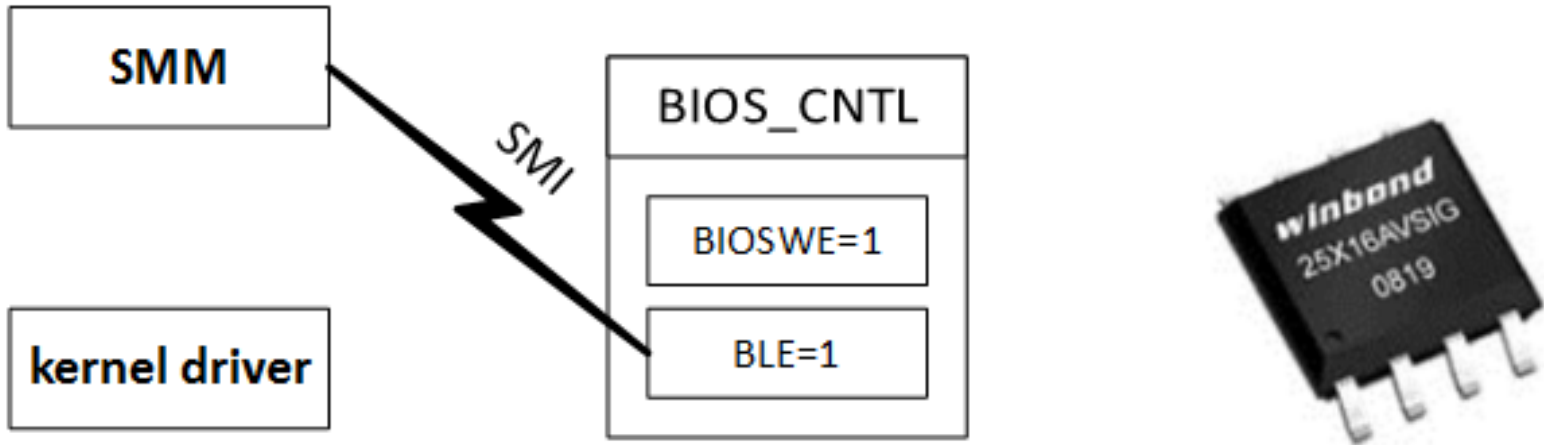 SMM
SMI
BIOS_CNTL
BIOSWE=1
BLE=1
kernel driver
winbond
25X16AVSIG
0819